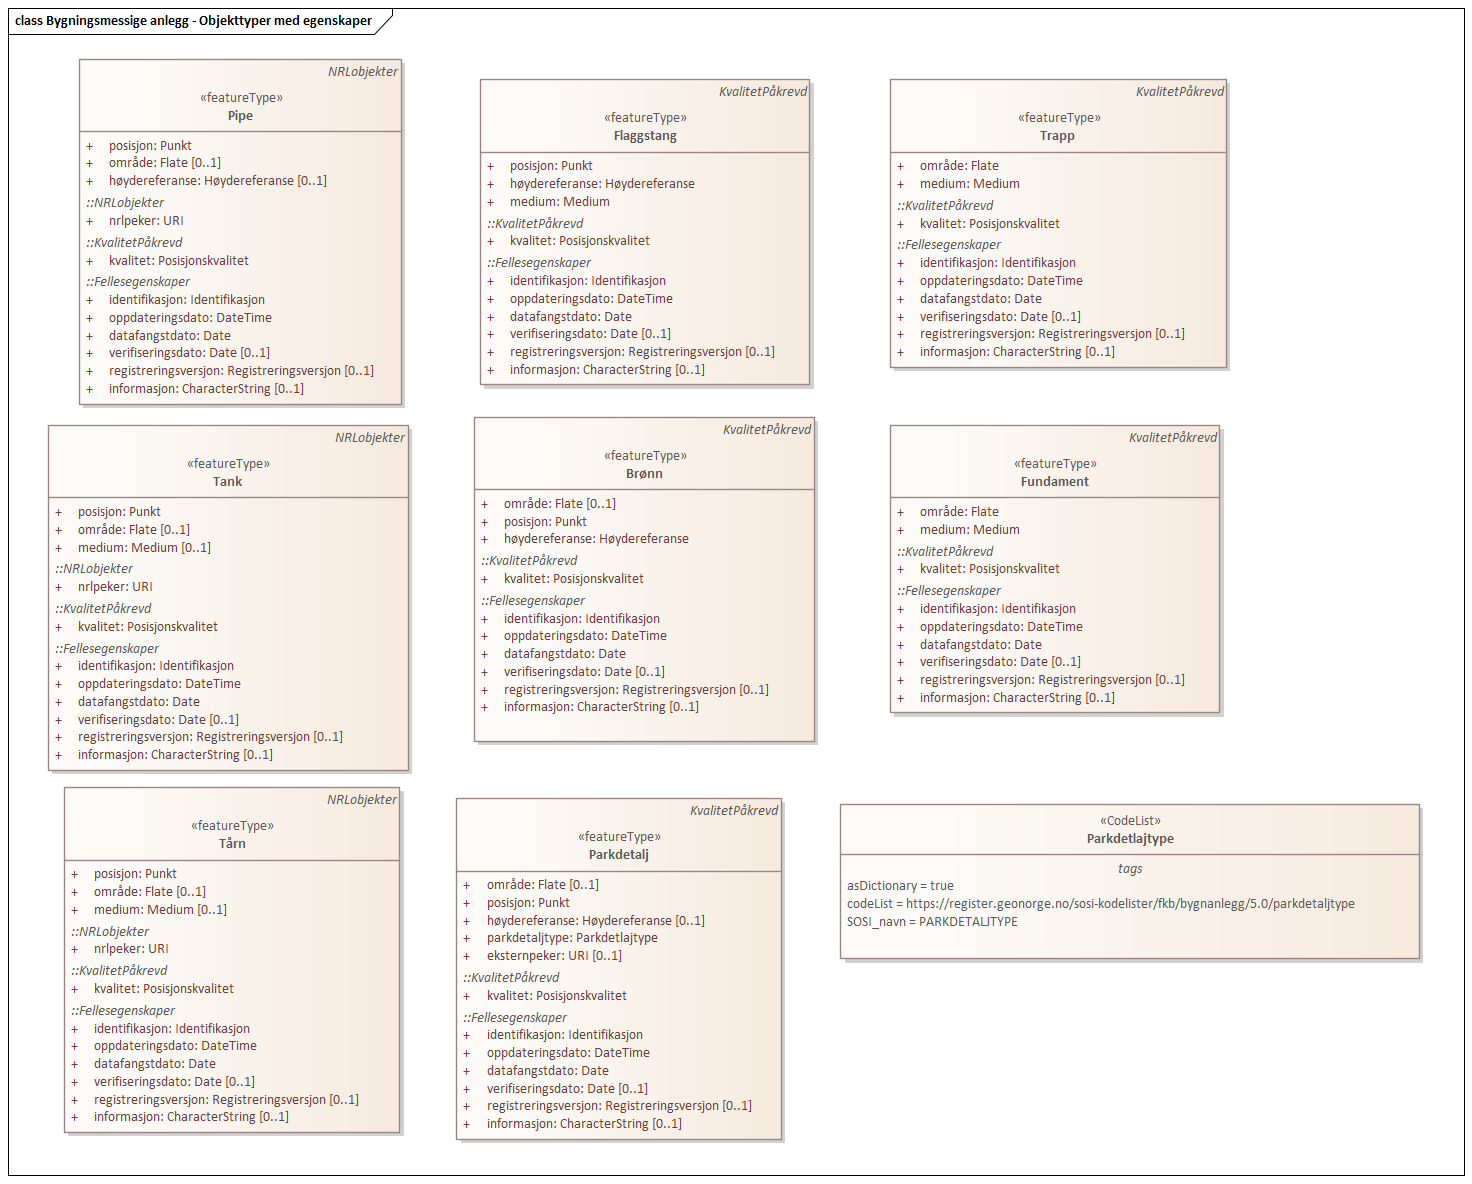 class Bygningsmessige anlegg - Objekttyper med egenskaper
NRLobjekter
«featureType»
Pipe
+ posisjon: Punkt
+ område: Flate [0..1]
+ høydereferanse: Høydereferanse [0..1]
::NRLobjekter
+ nrlpeker: URI
::KvalitetPåkrevd
+ kvalitet: Posisjonskvalitet
::Fellesegenskaper
+ identifikasjon: Identifikasjon
+ oppdateringsdato: DateTime
+ datafangstdato: Date
+ verifiseringsdato: Date [0..1]
+ registreringsversjon: Registreringsversjon [0..1]
+ informasjon: CharacterString [0..1]
KvalitetPåkrevd
«featureType»
Flaggstang
+ posisjon: Punkt
+ høydereferanse: Høydereferanse
+ medium: Medium
::KvalitetPåkrevd
+ kvalitet: Posisjonskvalitet
::Fellesegenskaper
+ identifikasjon: Identifikasjon
+ oppdateringsdato: DateTime
+ datafangstdato: Date
+ verifiseringsdato: Date [0..1]
+ registreringsversjon: Registreringsversjon [0..1]
+ informasjon: CharacterString [0..1]
KvalitetPåkrevd
«featureType»
Trapp
+ område: Flate
+ medium: Medium
::KvalitetPåkrevd
+ kvalitet: Posisjonskvalitet
::Fellesegenskaper
+ identifikasjon: Identifikasjon
+ oppdateringsdato: DateTime
+ datafangstdato: Date
+ verifiseringsdato: Date [0..1]
+ registreringsversjon: Registreringsversjon [0..1]
+ informasjon: CharacterString [0..1]
NRLobjekter
«featureType»
Tank
+ posisjon: Punkt
+ område: Flate [0..1]
+ medium: Medium [0..1]
::NRLobjekter
+ nrlpeker: URI
::KvalitetPåkrevd
+ kvalitet: Posisjonskvalitet
::Fellesegenskaper
+ identifikasjon: Identifikasjon
+ oppdateringsdato: DateTime
+ datafangstdato: Date
+ verifiseringsdato: Date [0..1]
+ registreringsversjon: Registreringsversjon [0..1]
+ informasjon: CharacterString [0..1]
KvalitetPåkrevd
«featureType»
Brønn
+ område: Flate [0..1]
+ posisjon: Punkt
+ høydereferanse: Høydereferanse
::KvalitetPåkrevd
+ kvalitet: Posisjonskvalitet
::Fellesegenskaper
+ identifikasjon: Identifikasjon
+ oppdateringsdato: DateTime
+ datafangstdato: Date
+ verifiseringsdato: Date [0..1]
+ registreringsversjon: Registreringsversjon [0..1]
+ informasjon: CharacterString [0..1]
KvalitetPåkrevd
«featureType»
Fundament
+ område: Flate
+ medium: Medium
::KvalitetPåkrevd
+ kvalitet: Posisjonskvalitet
::Fellesegenskaper
+ identifikasjon: Identifikasjon
+ oppdateringsdato: DateTime
+ datafangstdato: Date
+ verifiseringsdato: Date [0..1]
+ registreringsversjon: Registreringsversjon [0..1]
+ informasjon: CharacterString [0..1]
NRLobjekter
«featureType»
Tårn
+ posisjon: Punkt
+ område: Flate [0..1]
+ medium: Medium [0..1]
::NRLobjekter
+ nrlpeker: URI
::KvalitetPåkrevd
+ kvalitet: Posisjonskvalitet
::Fellesegenskaper
+ identifikasjon: Identifikasjon
+ oppdateringsdato: DateTime
+ datafangstdato: Date
+ verifiseringsdato: Date [0..1]
+ registreringsversjon: Registreringsversjon [0..1]
+ informasjon: CharacterString [0..1]
KvalitetPåkrevd
«featureType»
Parkdetalj
+ område: Flate [0..1]
+ posisjon: Punkt
+ høydereferanse: Høydereferanse [0..1]
+ parkdetaljtype: Parkdetlajtype
+ eksternpeker: URI [0..1]
::KvalitetPåkrevd
+ kvalitet: Posisjonskvalitet
::Fellesegenskaper
+ identifikasjon: Identifikasjon
+ oppdateringsdato: DateTime
+ datafangstdato: Date
+ verifiseringsdato: Date [0..1]
+ registreringsversjon: Registreringsversjon [0..1]
+ informasjon: CharacterString [0..1]
«CodeList»
Parkdetlajtype
tags
asDictionary = true
codeList = https://register.geonorge.no/sosi-kodelister/fkb/bygnanlegg/5.0/parkdetaljtype
SOSI_navn = PARKDETALJTYPE